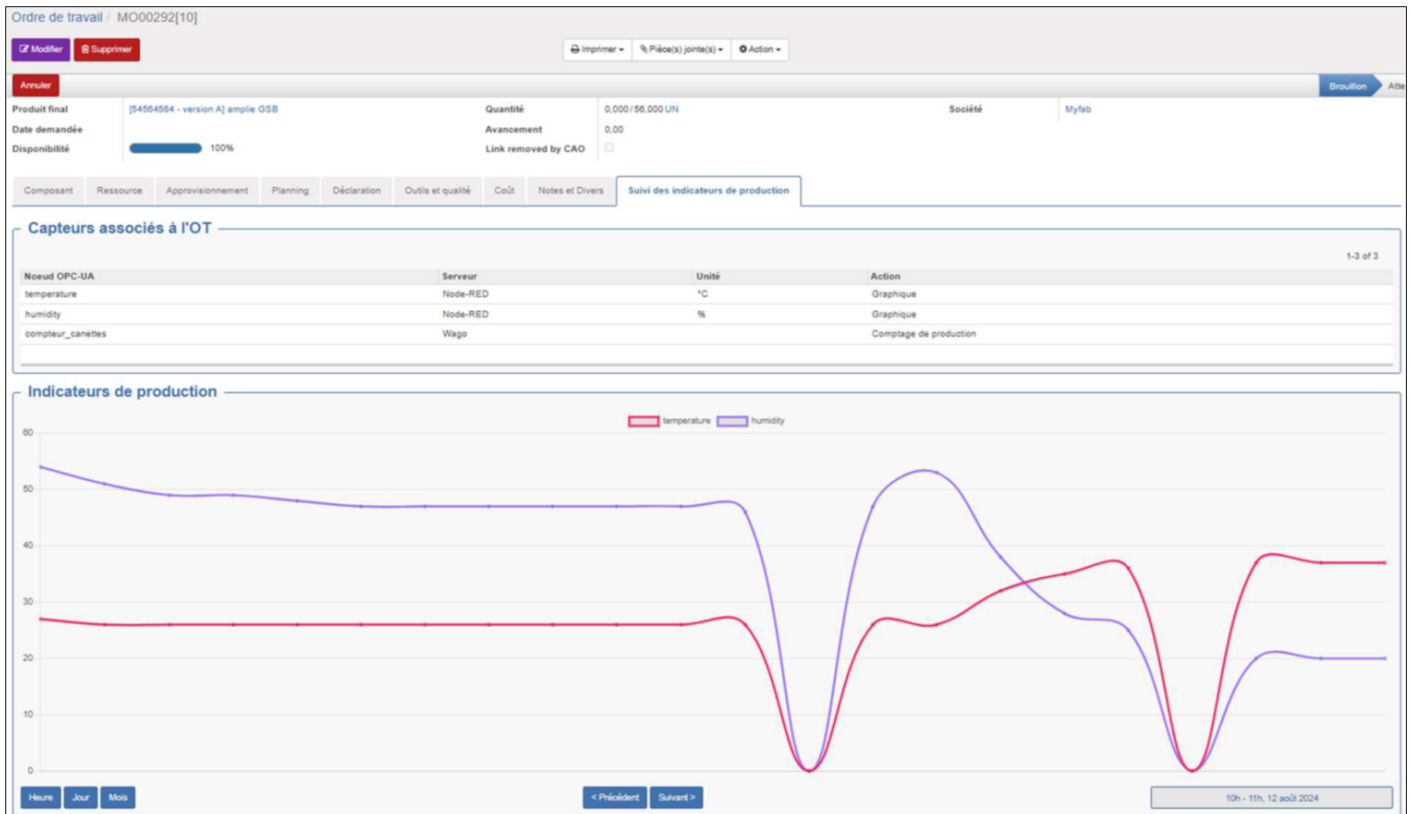 Ordre de travail / MO00292[10]
Modifier Supprimer Imprimer Pièce(s) jointe(s) Action
Annuler Brouillon Atte
Produit final [54564564 - version A] amplie GSB Quantité 0,000 / 56,000 UN Société Myfab
Date demandée Avancement 0,00
Disponibilité 100% Link removed by CAO
Composant Ressource Approvisionnement Planning Déclaration Outils et qualité Coût Notes et Divers Suivi des indicateurs de production
Capteurs associés à l'OT
1-3 of 3
Noeud OPC-UA Serveur Unité Action
temperature Node-RED °C Graphique
humidity Node-RED % Graphique
compteur_canettes Wago Comptage de production
Indicateurs de production
temperature humidity
60
50
40
30
20
10
0
Heure Jour Mois < Précédent Suivant > 10h - 11h, 12 août 2024